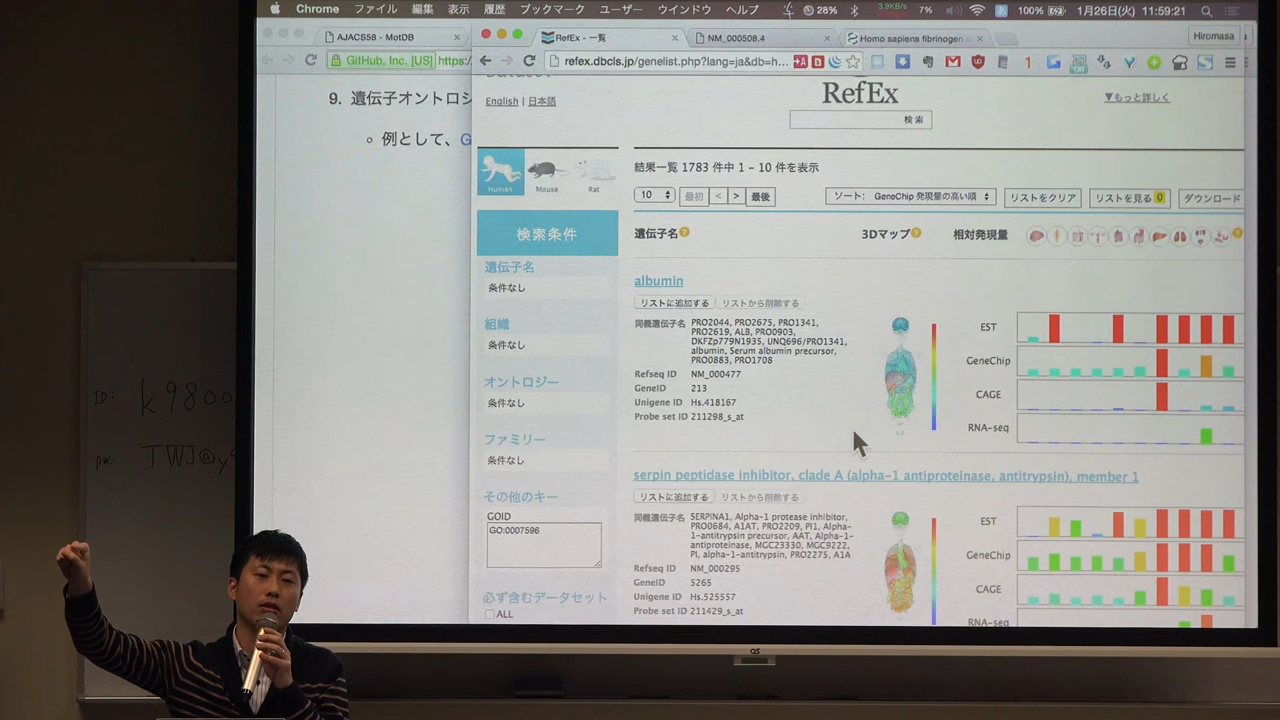 Chrome ファイル 編集 表示 履歴 ブックマーク ユーザー ウインドウ ヘルプ 28% 3.9KB/s 7% 100% 1月26日(火) 11:59:21
AJACS58 - MotDB
RefEx - 一覧
NM_000508.4
Homo sapiens fibrinogen
Hiromasa
GitHub, Inc. [US] https:
refex.dbcls.jp/genelist.php?lang=ja&db=h...
9. 遺伝子オントロジ
例として、G
English | 日本語
RefEx
▼もっと詳しく
検索
Human
Mouse
Rat
結果一覧 1783 件中 1 - 10 件を表示
10 最初 < > 最後
ソート: GeneChip 発現量の高い順
リストをクリア
リストを見る 0
ダウンロード
検索条件
遺伝子名
条件なし
組織
条件なし
オントロジー
条件なし
ファミリー
条件なし
その他のキー
GOID
GO:0007596
必ず含むデータセット
ALL
遺伝子名 ? 3Dマップ ? 相対発現量 ?
albumin
リストに追加する リストから削除する
同義遺伝子名 PRO2044, PRO2675, PRO1341,
PRO2619, ALB, PRO0903,
DKFZp779N1935, UNQ696/PRO1341,
albumin, Serum albumin precursor,
PRO0883, PRO1708
Refseq ID NM_000477
GeneID 213
Unigene ID Hs.418167
Probe set ID 211298_s_at
EST
GeneChip
CAGE
RNA-seq
serpin peptidase inhibitor, clade A (alpha-1 antiproteinase, antitrypsin), member 1
リストに追加する リストから削除する
同義遺伝子名 SERPINA1, Alpha-1 protease inhibitor,
PRO0684, A1AT, PRO2209, PI1, Alpha-
1-antitrypsin precursor, AAT, Alpha-
1-antiproteinase, MGC23330, MGC9222,
PI, alpha-1-antitrypsin, PRO2275, A1A
Refseq ID NM_000295
GeneID 5265
Unigene ID Hs.525557
Probe set ID 211429_s_at
EST
GeneChip
CAGE
RNA-seq
ID: k9800
PW: TWJ@y
OS